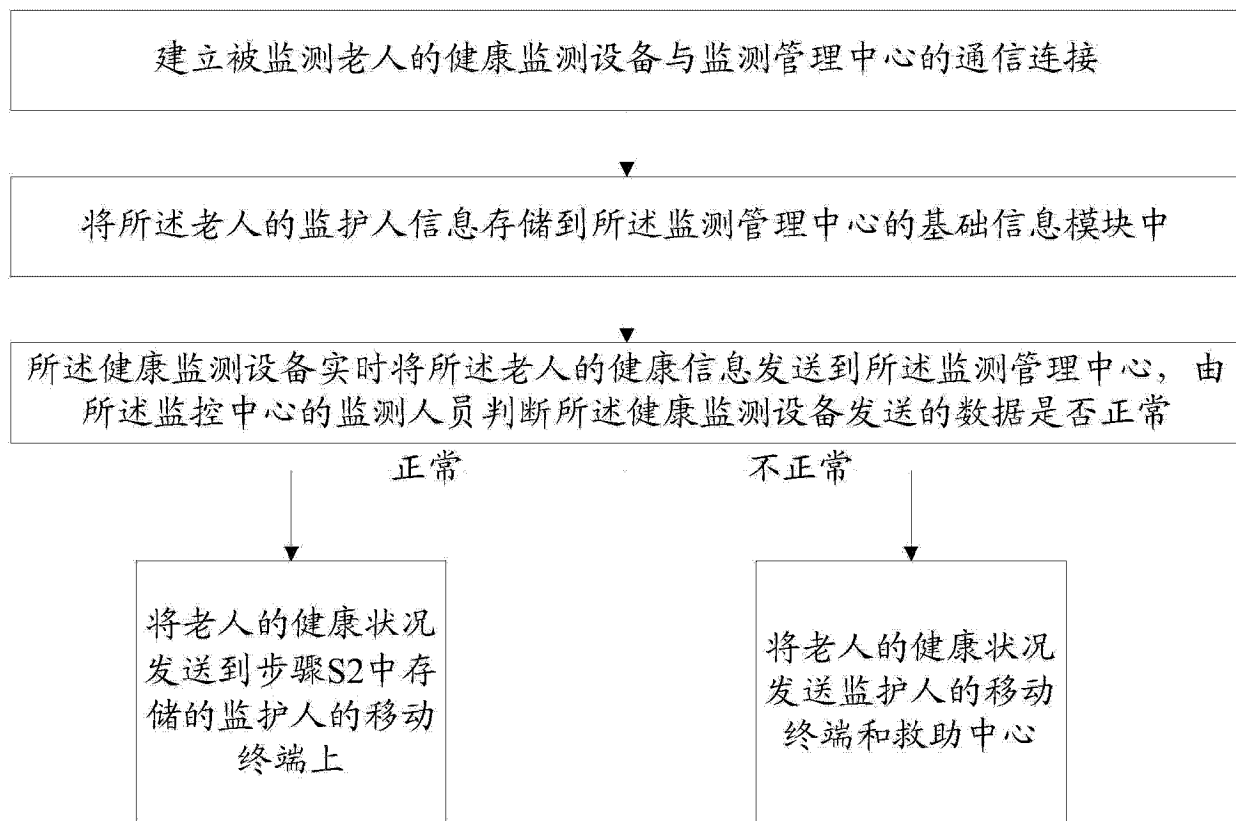 建立被监测老人的健康监测设备与监测管理中心的通信连接
将所述老人的监护人信息存储到所述监测管理中心的基础信息模块中
所述健康监测设备实时将所述老人的健康信息发送到所述监测管理中心，由
所述监控中心的监测人员判断所述健康监测设备发送的数据是否正常
正常
不正常
将老人的健康状况
发送到步骤S2中存
储的监护人的移动
终端上
将老人的健康状况
发送监护人的移动
终端和救助中心